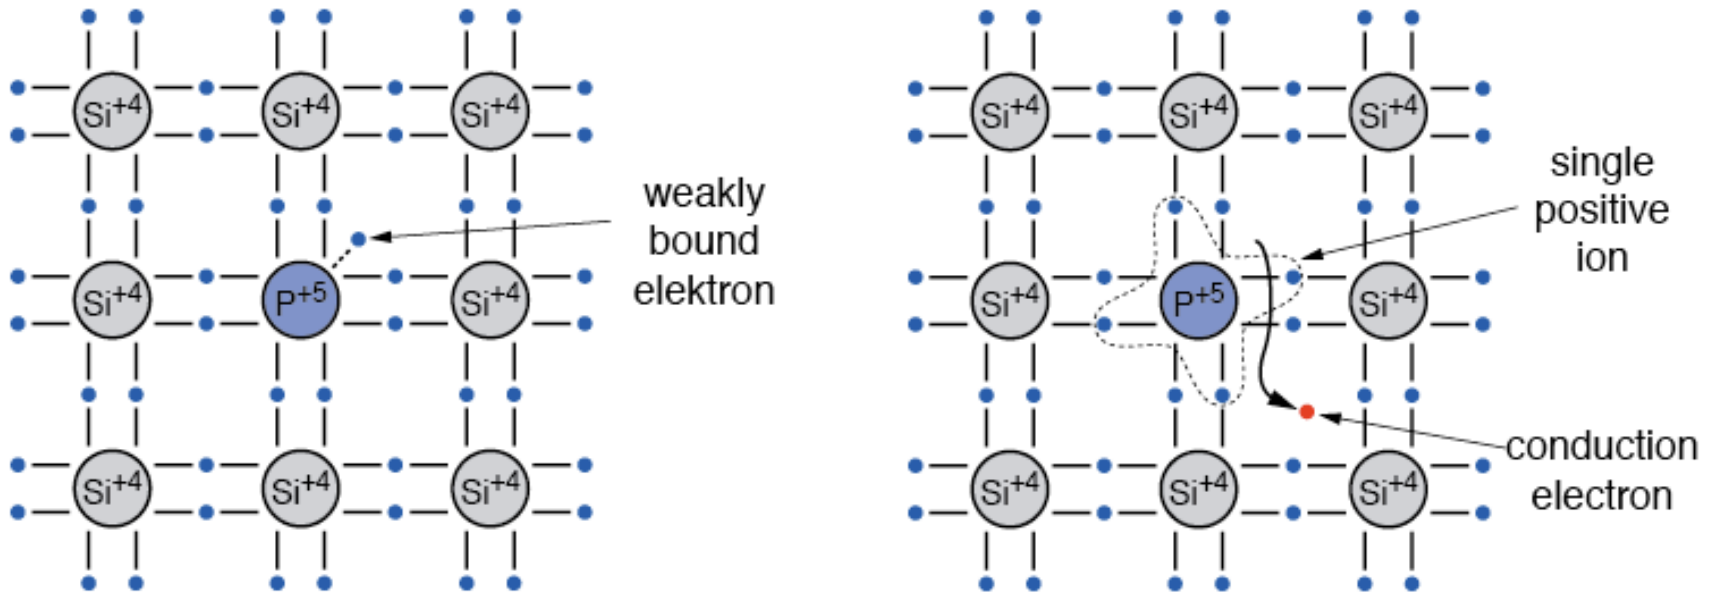 Si+4 Si+4 Si+4
weakly
bound
elektron
Si+4 P+5 Si+4
Si+4 Si+4 Si+4
Si+4 Si+4 Si+4
single
positive
ion
Si+4 P+5 Si+4
conduction
electron
Si+4 Si+4 Si+4